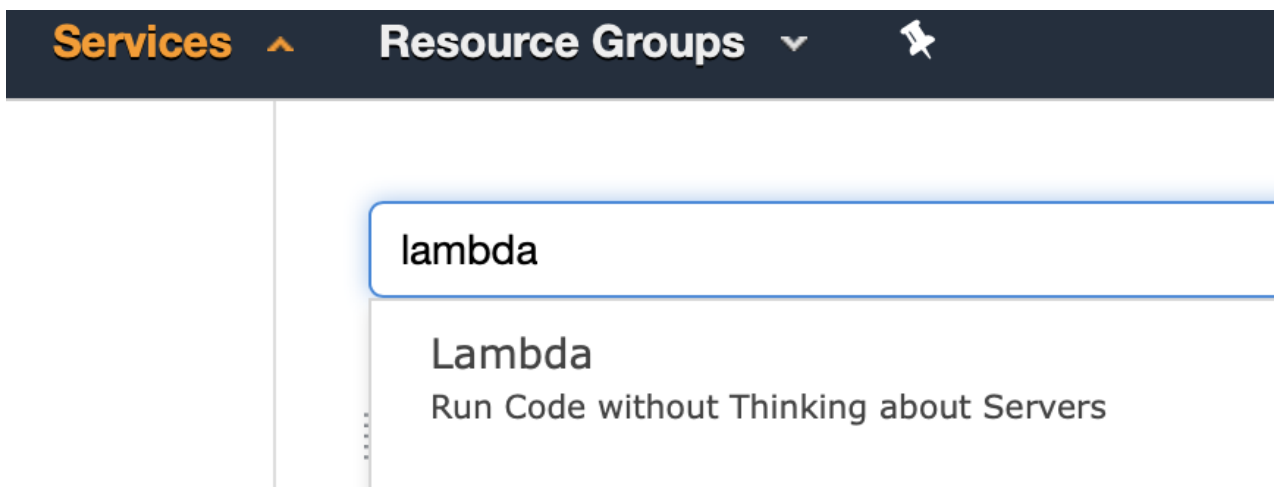 Services Resource Groups
lambda
Lambda
Run Code without Thinking about Servers